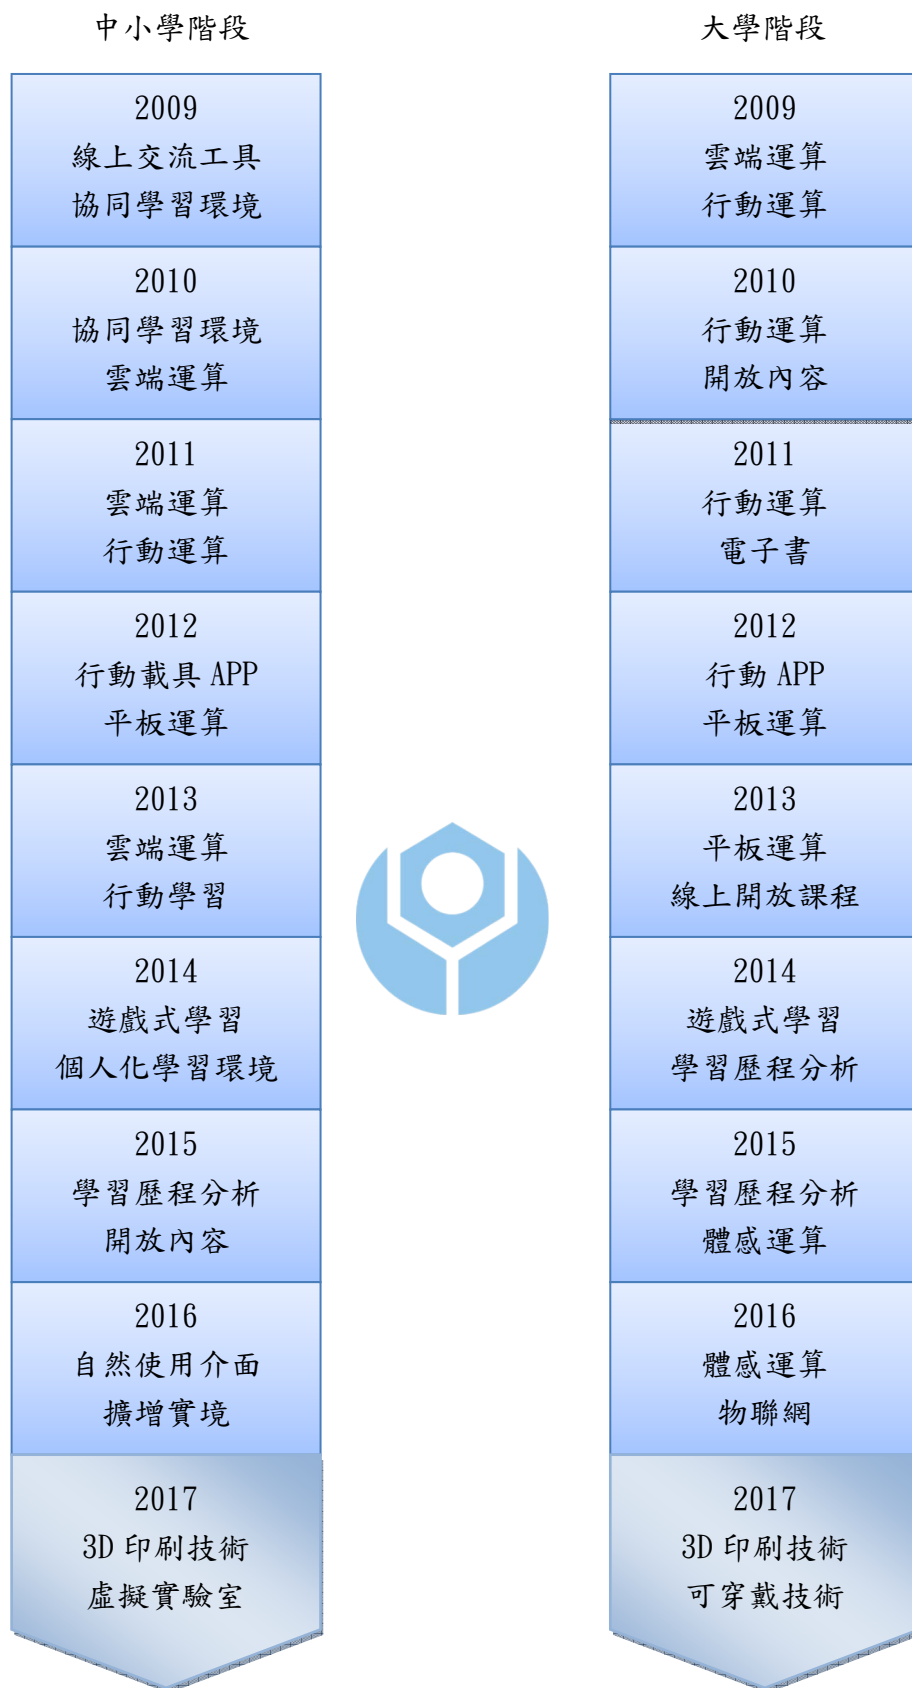 中小學階段
2009
線上交流工具
協同學習環境
2010
協同學習環境
雲端運算
2011
雲端運算
行動運算
2012
行動載具 APP
平板運算
2013
雲端運算
行動學習
2014
遊戲式學習
個人化學習環境
2015
學習歷程分析
開放內容
2016
自然使用介面
擴增實境
2017
3D 印刷技術
虛擬實驗室
大學階段
2009
雲端運算
行動運算
2010
行動運算
開放內容
2011
行動運算
電子書
2012
行動 APP
平板運算
2013
平板運算
線上開放課程
2014
遊戲式學習
學習歷程分析
2015
學習歷程分析
體感運算
2016
體感運算
物聯網
2017
3D 印刷技術
可穿戴技術